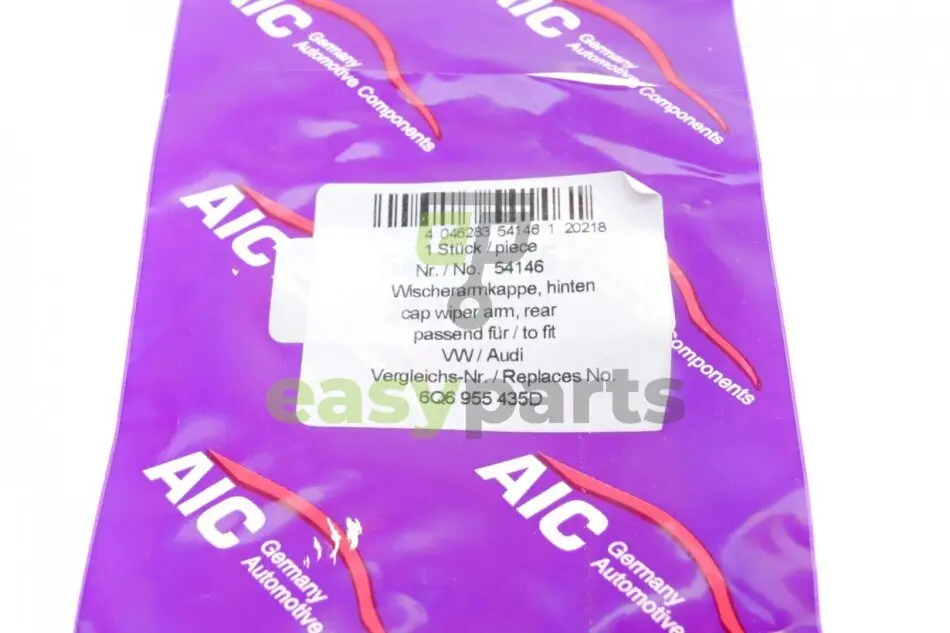 AIC
Germany
Automotive Components
AIC
Germany
Automotive Components
AIC
4 046283 54146 1 20218
1 Stück / piece
Nr. / No. 54146
Wischerarmkappe, hinten
cap wiper arm, rear
passend für / to fit
VW / Audi
Vergleichs-Nr. / Replaces No.
6Q6 955 435D
easyparts
Components
AIC
Germany
Automotive
AIC
Germany
Automotive